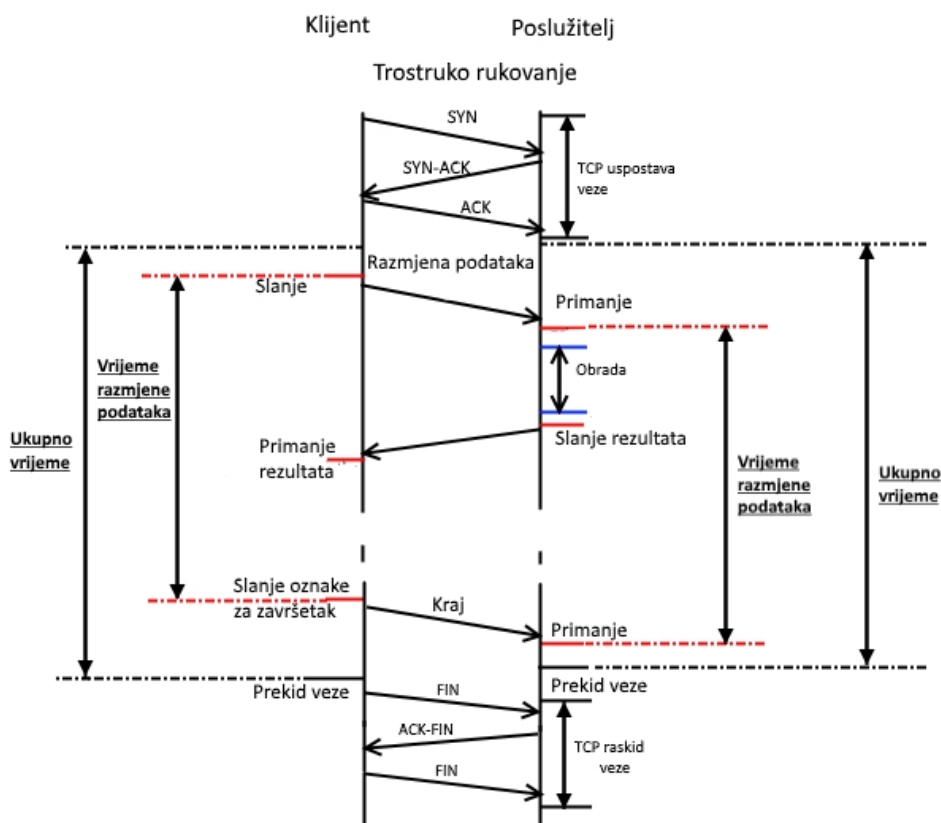 Klijent
Poslužitelj
Trostruko rukovanje
SYN
SYN-ACK
TCP uspostava
veze
ACK
Razmjena podataka
Slanje
Primanje
Vrijeme
razmjene
podataka
Obrada
Ukupno
vrijeme
Primanje
rezultata
Slanje rezultata
Vrijeme
razmjene
podataka
Ukupno
vrijeme
Slanje oznake
za završetak
Kraj
Primanje
Prekid veze
FIN
Prekid veze
ACK-FIN
TCP raskid
veze
FIN